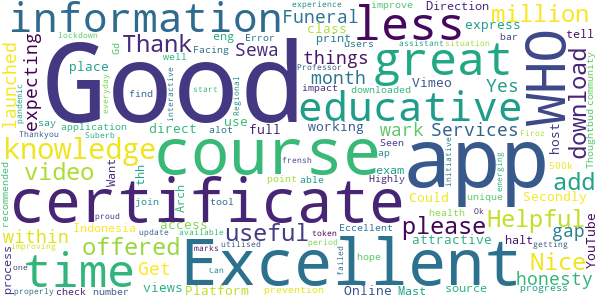 experience
improve
Direction
lockdown
information
less
million
Funeral
class
express
eng
Error
users
bar
Gd
print
assistant
situation
Thank
Sewa
Facing
tell
launched
pandemic
expecting
place
well
interactive
things
month
Vimeo
Professor
great
Yes
WHO
download
Thoughtoud
community
say
find
start
Regional
impact
downloaded
Good
educative
application
direct
alot
use
full
working
wark
Services
host
500k
knowledge
course
app
Seen
ap
initiative
emerging
Firoz
video
Want
thh
Suberb
frensh
exam
Highly
add
recommended
Arch
join
tool
point
able
Could
unique
Secondly
certificate
please
Helpful
gap
YouTube
Indonesia
proud
access
health
Ok
within
offered
useful
hope
attractive
halt
Nice
update
available
token
improving
time
Get
marks
utilised
period
source
getting
process
one
views
Can
failed
prevention
honesty
Thankyou
everyday
properly
check
number
Platform
Excellent
Online
Eccellent
Mast
progress